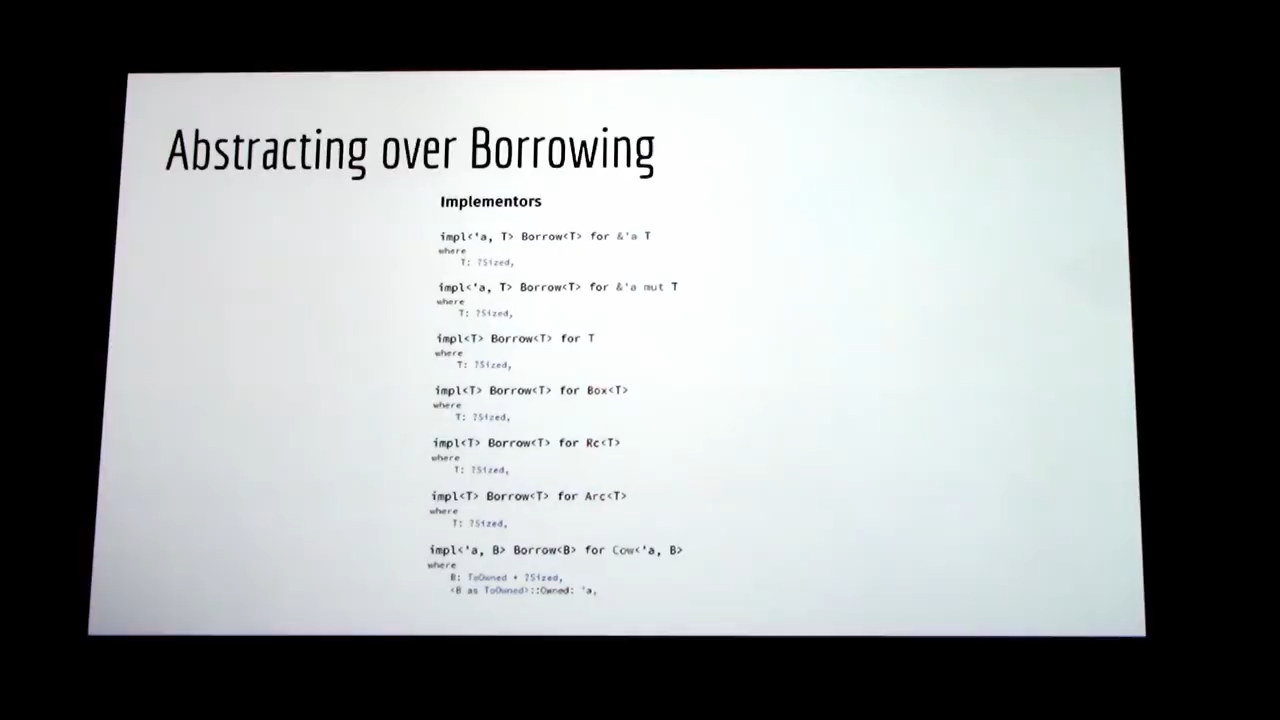 Abstracting over Borrowing
Implementors
impl<'a, T> Borrow<T> for &'a T
where
T: ?Sized,
impl<'a, T> Borrow<T> for &'a mut T
where
T: ?Sized,
impl<T> Borrow<T> for T
where
T: ?Sized,
impl<T> Borrow<T> for Box<T>
where
T: ?Sized,
impl<T> Borrow<T> for Rc<T>
where
T: ?Sized,
impl<T> Borrow<T> for Arc<T>
where
T: ?Sized,
impl<'a, B> Borrow<B> for Cow<'a, B>
where
B: ToOwned + ?Sized,
<B as ToOwned>::Owned: 'a,